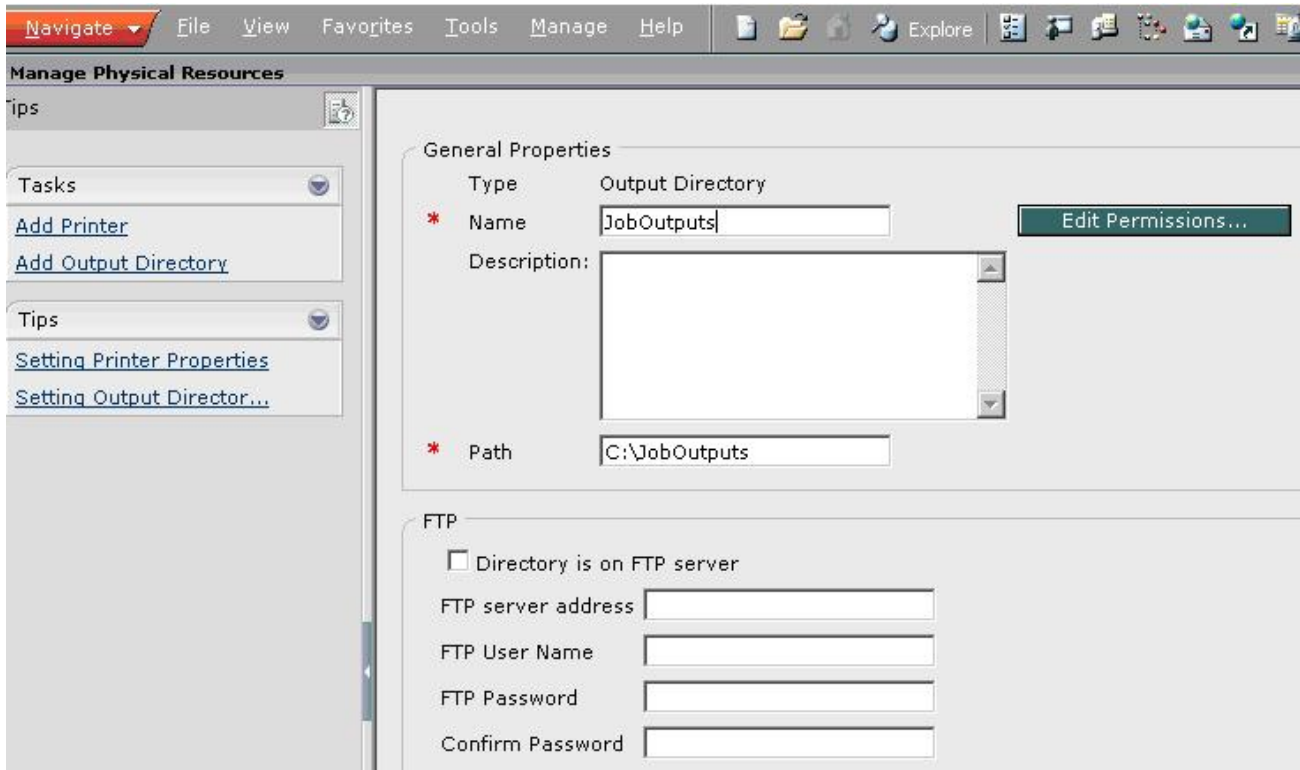 Navigate File View Favorites Tools Manage Help Explore
Manage Physical Resources
Tips
Tasks
Add Printer
Add Output Directory
Tips
Setting Printer Properties
Setting Output Director...
General Properties
Type Output Directory
* Name JobOutputs Edit Permissions...
Description:
* Path C:\JobOutputs
FTP
Directory is on FTP server
FTP server address
FTP User Name
FTP Password
Confirm Password